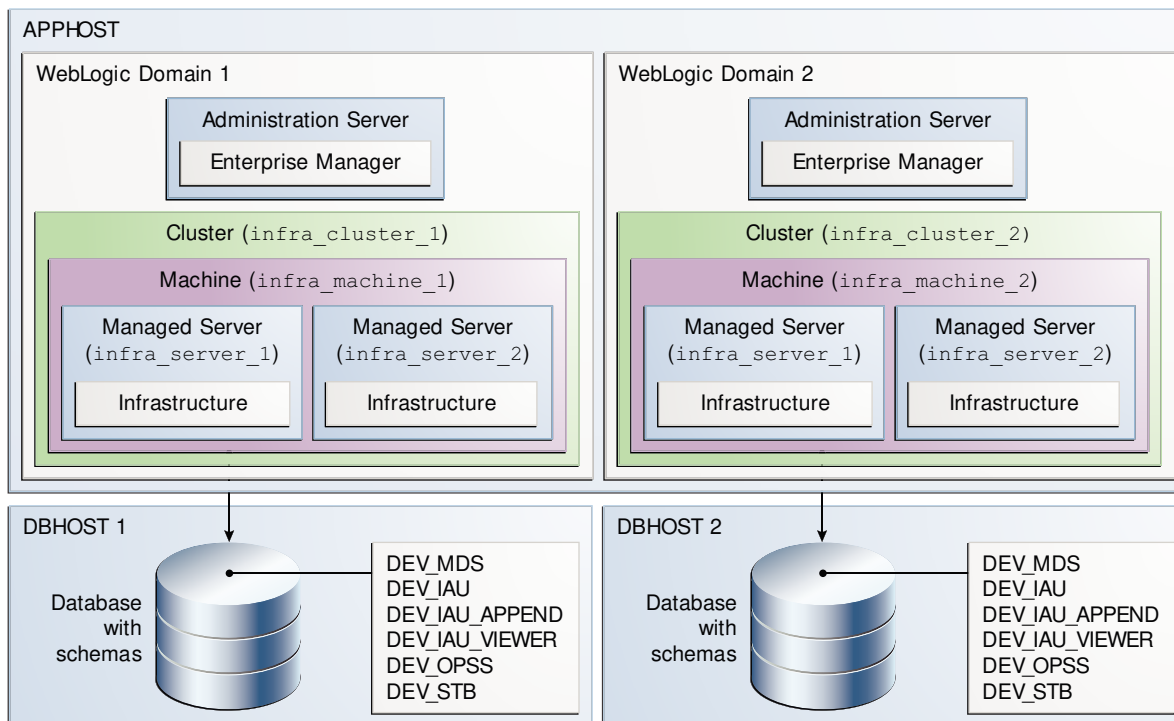 APPHOST
WebLogic Domain 1
Administration Server
Enterprise Manager
Cluster (infra_cluster_1)
Machine (infra_machine_1)
Managed Server
(infra_server_1)
Infrastructure
Managed Server
(infra_server_2)
Infrastructure
WebLogic Domain 2
Administration Server
Enterprise Manager
Cluster (infra_cluster_2)
Machine (infra_machine_2)
Managed Server
(infra_server_1)
Infrastructure
Managed Server
(infra_server_2)
Infrastructure
DBHOST 1
Database
with
schemas
DEV_MDS
DEV_IAU
DEV_IAU_APPEND
DEV_IAU_VIEWER
DEV_OPSS
DEV_STB
DBHOST 2
Database
with
schemas
DEV_MDS
DEV_IAU
DEV_IAU_APPEND
DEV_IAU_VIEWER
DEV_OPSS
DEV_STB